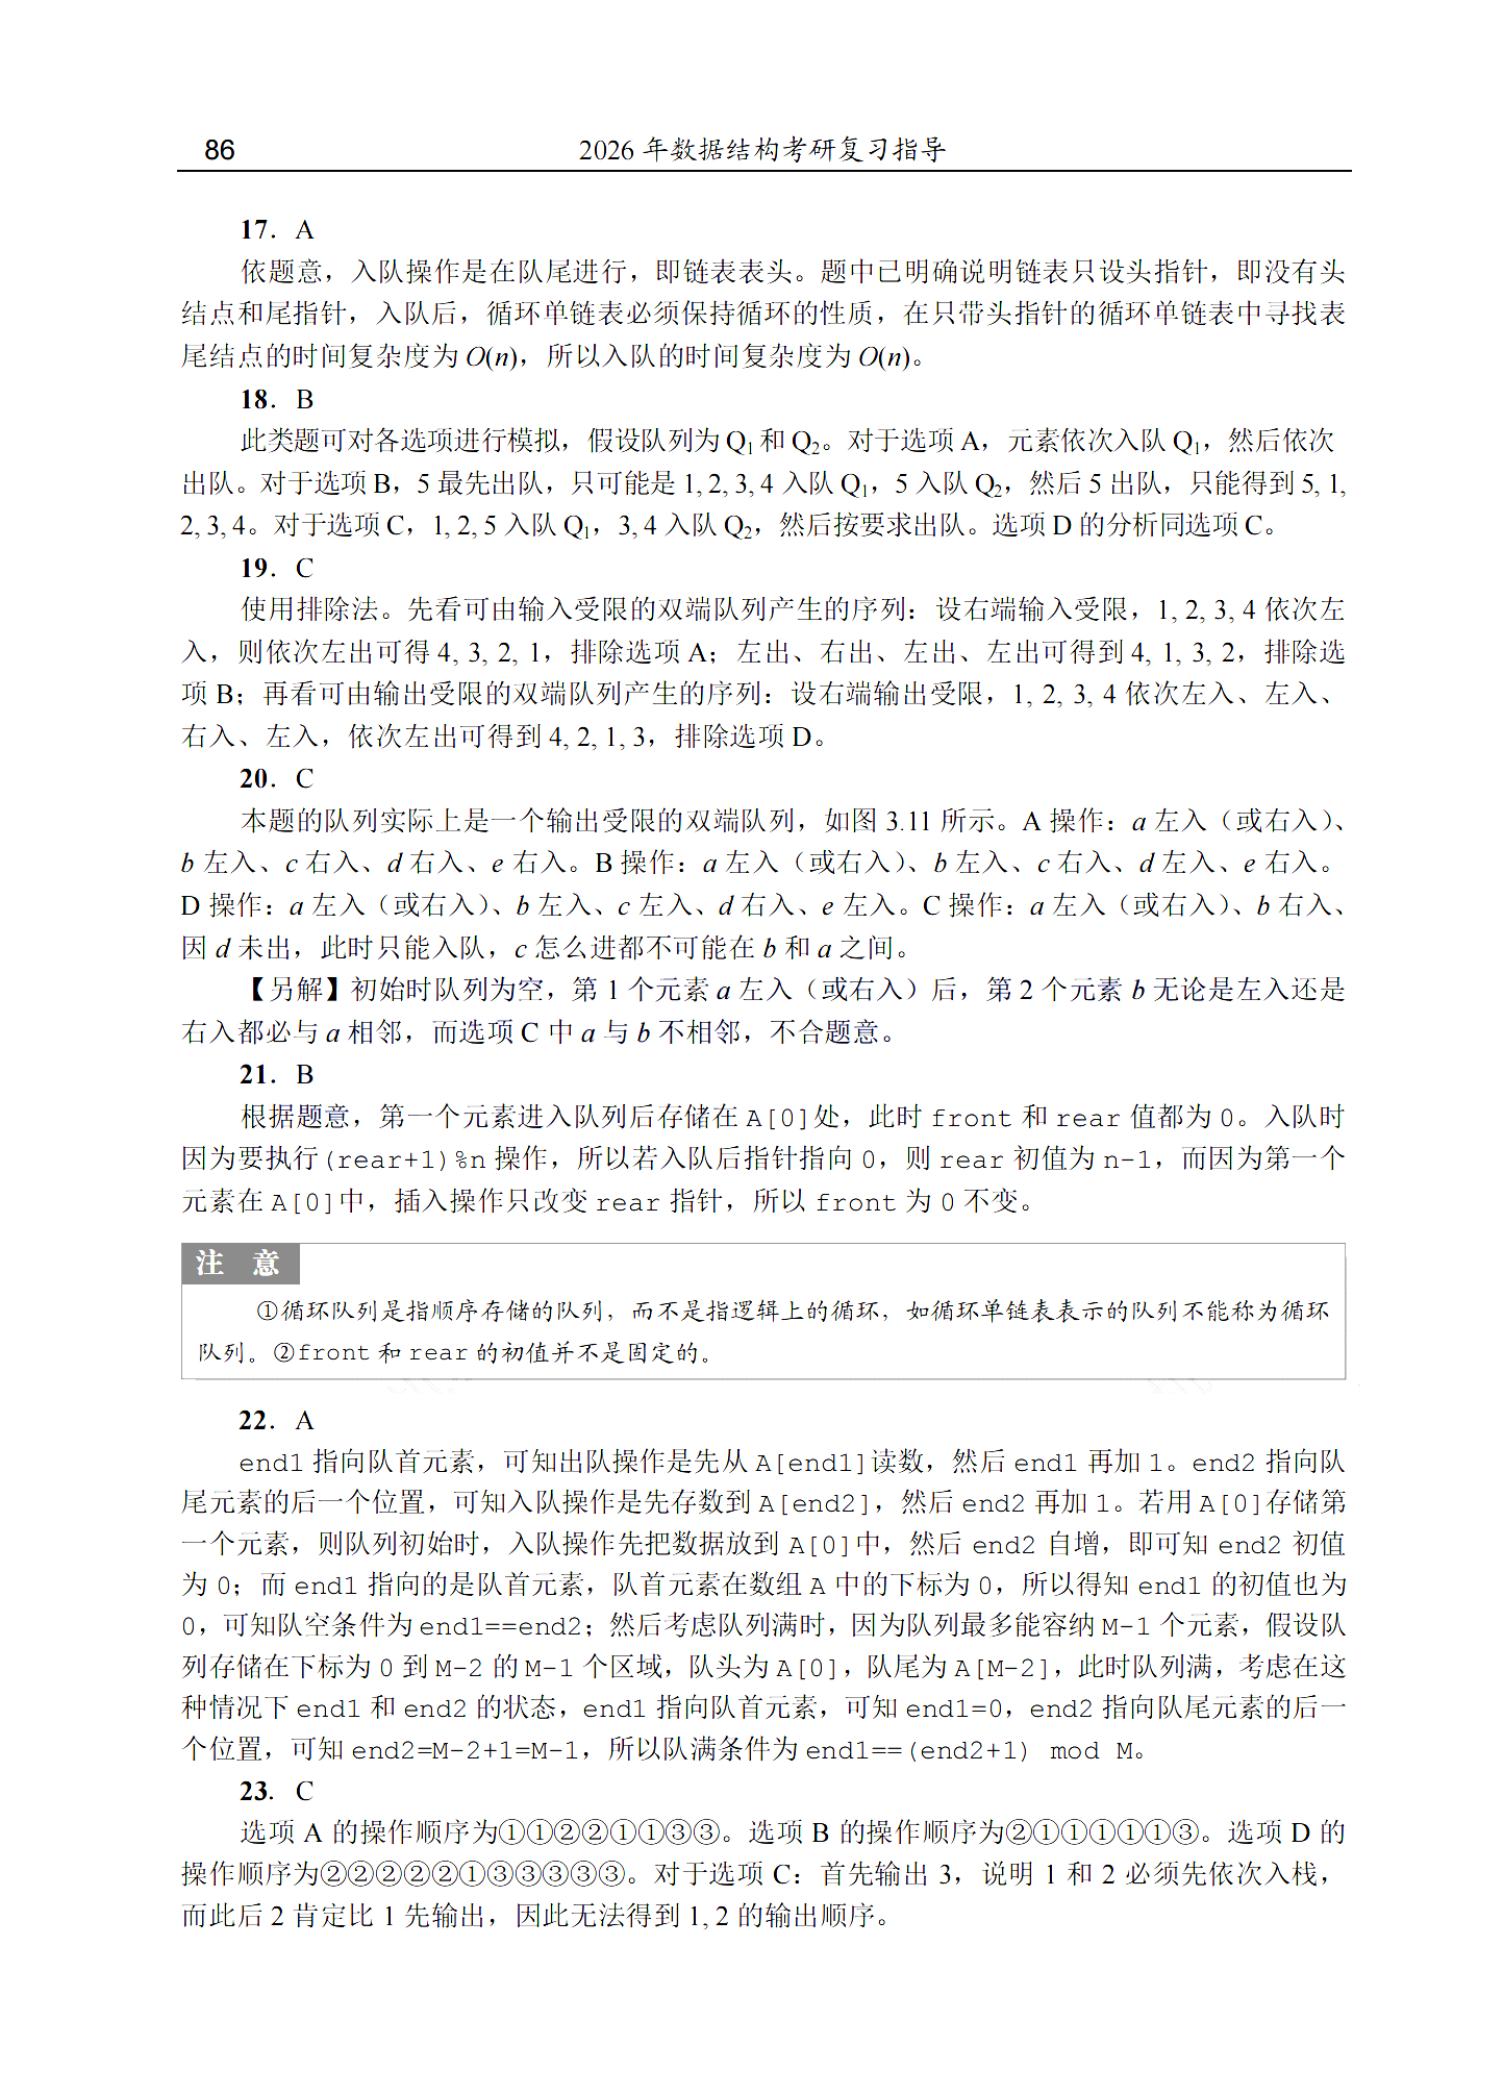 86
2026 年数据结构考研复习指导
17. A
依题意，入队操作是在队尾进行，即链表表头。题中已明确说明链表只设头指针，即没有头
结点和尾指针，入队后，循环单链表必须保持循环的性质，在只带头指针的循环单链表中寻找表
尾结点的时间复杂度为 O(n)，所以入队的时间复杂度为 O(n)。
18. B
此类题可对各选项进行模拟，假设队列为 Q₁ 和 Q₂。对于选项 A，元素依次入队 Q₁，然后依次
出队。对于选项 B，5 最先出队，只可能是 1, 2, 3, 4 入队 Q₁，5 入队 Q₂，然后 5 出队，只能得到 5, 1,
2, 3, 4。对于选项 C，1, 2, 5 入队 Q₁，3, 4 入队 Q₂，然后按要求出队。选项 D 的分析同选项 C。
19. C
使用排除法。先看可由输入受限的双端队列产生的序列：设右端输入受限，1, 2, 3, 4 依次左
入，则依次左出可得 4, 3, 2, 1，排除选项 A；左出、右出、左出、左出可得到 4, 1, 3, 2，排除选
项 B；再看可由输出受限的双端队列产生的序列：设右端输出受限，1, 2, 3, 4 依次左入、左入、
右入、左入，依次左出可得到 4, 2, 1, 3，排除选项 D。
20. C
本题的队列实际上是一个输出受限的双端队列，如图 3.11 所示。A 操作：a 左入（或右入）、
b 左入、c 右入、d 右入、e 右入。B 操作：a 左入（或右入）、b 左入、c 右入、d 左入、e 右入。
D 操作：a 左入（或右入）、b 左入、c 左入、d 右入、e 左入。C 操作：a 左入（或右入）、b 右入、
因 d 未出，此时只能入队，c 怎么进都不可能在 b 和 a 之间。
【另解】初始时队列为空，第 1 个元素 a 左入（或右入）后，第 2 个元素 b 无论是左入还是
右入都必与 a 相邻，而选项 C 中 a 与 b 不相邻，不合题意。
21. B
根据题意，第一个元素进入队列后存储在 A[0]处，此时 front 和 rear 值都为 0。入队时
因为要执行(rear+1)%n 操作，所以若入队后指针指向 0，则 rear 初值为 n-1，而因为第一个
元素在 A[0]中，插入操作只改变 rear 指针，所以 front 为 0 不变。
注 意
①循环队列是指顺序存储的队列，而不是指逻辑上的循环，如循环单链表表示的队列不能称为循环
队列。②front 和 rear 的初值并不是固定的。
22. A
end1 指向队首元素，可知出队操作是先从 A[end1]读数，然后 end1 再加 1。end2 指向队
尾元素的后一个位置，可知入队操作是先存数到 A[end2]，然后 end2 再加 1。若用 A[0]存储第
一个元素，则队列初始时，入队操作先把数据放到 A[0]中，然后 end2 自增，即可知 end2 初值
为 0；而 end1 指向的是队首元素，队首元素在数组 A 中的下标为 0，所以得知 end1 的初值也为
0，可知队空条件为 end1==end2；然后考虑队列满时，因为队列最多能容纳 M-1 个元素，假设队
列存储在下标为 0 到 M-2 的 M-1 个区域，队头为 A[0]，队尾为 A[M-2]，此时队列满，考虑在这
种情况下 end1 和 end2 的状态，end1 指向队首元素，可知 end1=0，end2 指向队尾元素的后一
个位置，可知 end2=M-2+1=M-1，所以队满条件为 end1==(end2+1) mod M。
23. C
选项 A 的操作顺序为①①②②①①③③。选项 B 的操作顺序为②①①①①①③。选项 D 的
操作顺序为②②②②②①③③③③③。对于选项 C：首先输出 3，说明 1 和 2 必须先依次入栈，
而此后 2 肯定比 1 先输出，因此无法得到 1, 2 的输出顺序。